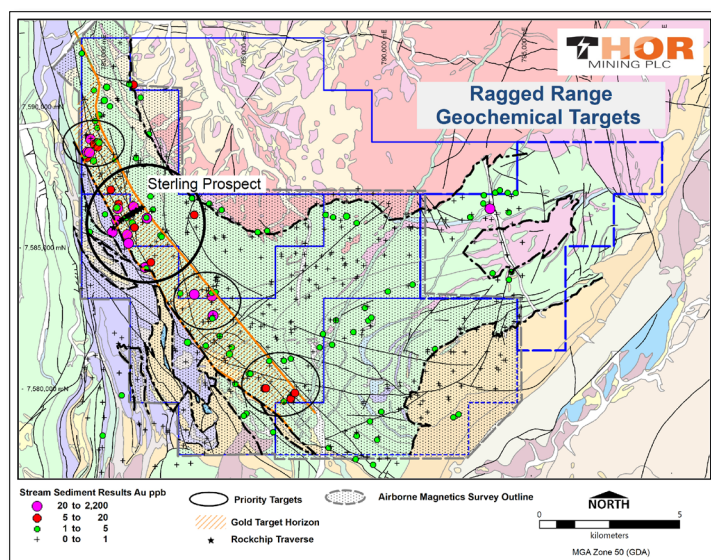 THOR
MINING PLC
Ragged Range
Geochemical Targets
790,000 mE
7,590,000 mN
Sterling Prospect
7,585,000 mN
7,580,000 mN
Stream Sediment Results Au ppb
20 to 2,200
5 to 20
1 to 5
0 to 1
Priority Targets
Gold Target Horizon
Rockchip Traverse
Airborne Magnetics Survey Outline
NORTH
0
5
kilometers
MGA Zone 50 (GDA)